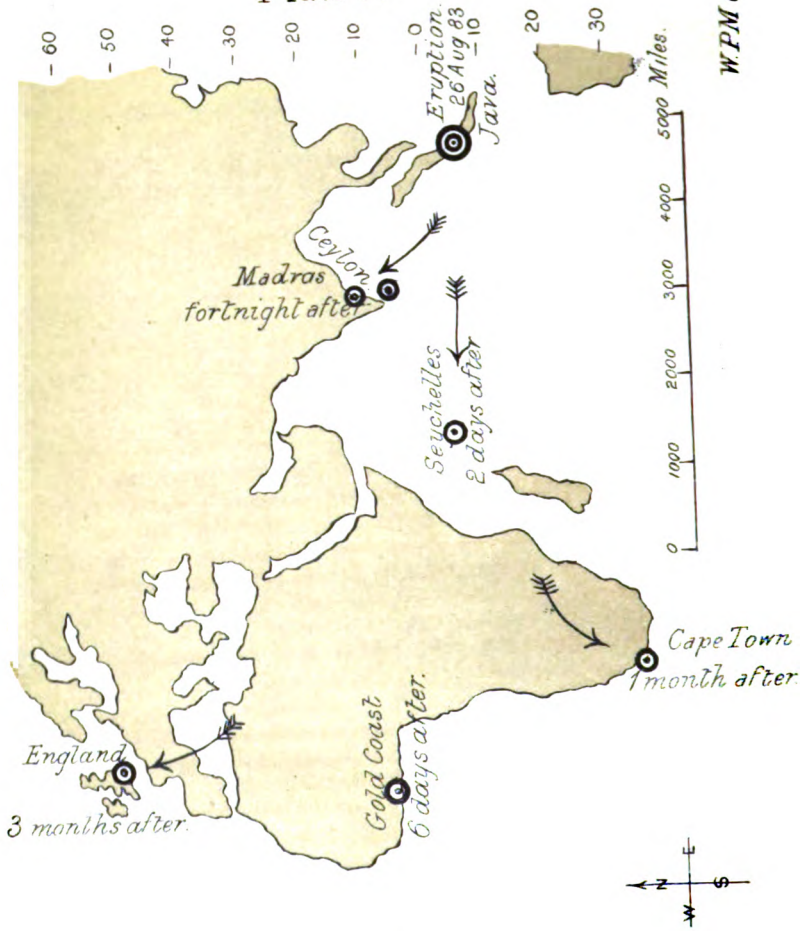 - 60
- 50
- 40
- 30
- 20
- 10
- 0
- 10
20
- 30
Eruption.
26 Aug 83
Java.
Ceylon
Madras
fortnight after
Seychelles
2 days after
England
3 months after.
Gold Coast
6 days after.
Cape Town
1 month after.
0 1000 2000 3000 4000 5000 Miles.
N
W E
S
W.P.M